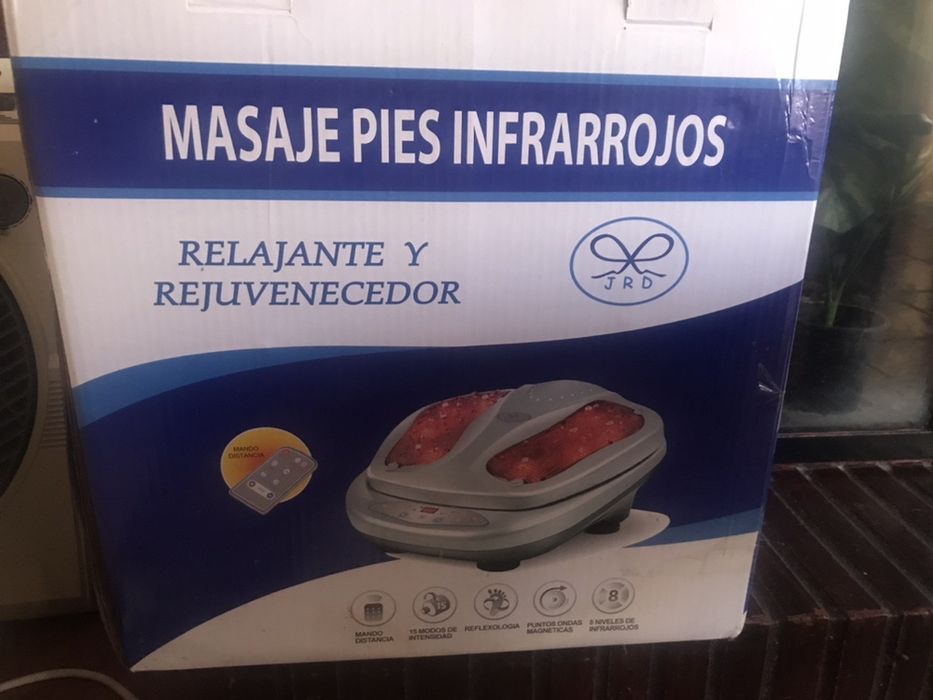 MASAJE PIES INFRARROJOS
RELAJANTE Y
REJUVENECEDOR
JRD
MANDO
DISTANCIA
15
8
MANDO
DISTANCIA
15 MODOS DE
INTENSIDAD
REFLEXOLOGIA
PUNTOS ONDAS
MAGNETICAS
8 NIVELES DE
INFRARROJOS